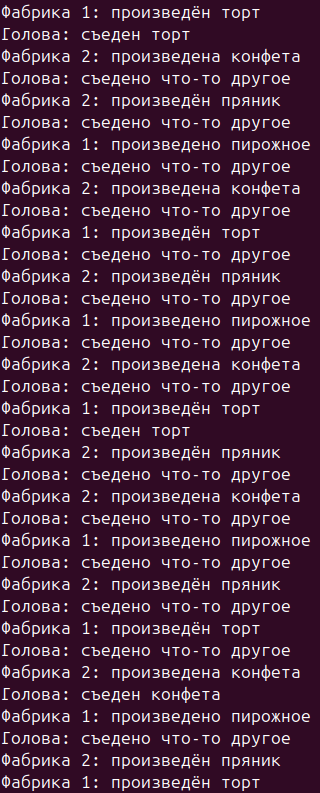 Фабрика 1: произведён торт
Голова: съеден торт
Фабрика 2: произведена конфета
Голова: съедено что-то другое
Фабрика 2: произведён пряник
Голова: съедено что-то другое
Фабрика 1: произведено пирожное
Голова: съедено что-то другое
Фабрика 2: произведена конфета
Голова: съедено что-то другое
Фабрика 1: произведён торт
Голова: съедено что-то другое
Фабрика 2: произведён пряник
Голова: съедено что-то другое
Фабрика 1: произведено пирожное
Голова: съедено что-то другое
Фабрика 2: произведена конфета
Голова: съедено что-то другое
Фабрика 1: произведён торт
Голова: съеден торт
Фабрика 2: произведён пряник
Голова: съедено что-то другое
Фабрика 2: произведена конфета
Голова: съедено что-то другое
Фабрика 1: произведено пирожное
Голова: съедено что-то другое
Фабрика 2: произведён пряник
Голова: съедено что-то другое
Фабрика 1: произведён торт
Голова: съедено что-то другое
Фабрика 2: произведена конфета
Голова: съеден конфета
Фабрика 1: произведено пирожное
Голова: съедено что-то другое
Фабрика 2: произведён пряник
Фабрика 1: произведён торт